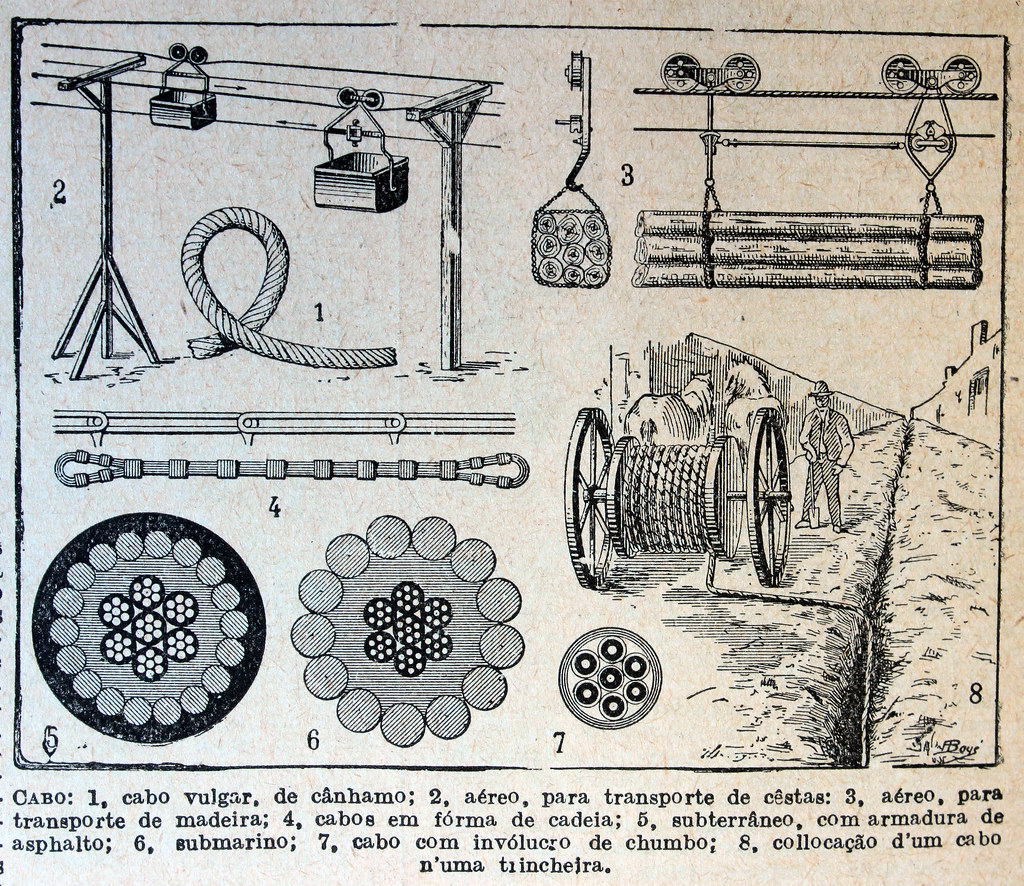 2
1
3
4
5
6
7
8
CABO: 1, cabo vulgar, de cânhamo; 2, aéreo, para transporte de cêstas: 3, aéreo, para
transporte de madeira; 4, cabos em fórma de cadeia; 5, subterrâneo, com armadura de
asphalto; 6, submarino; 7, cabo com invólucro de chumbo; 8, collocação d'um cabo
n'uma trincheira.